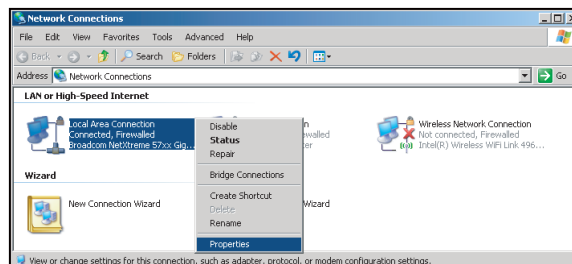 Network Connections
File Edit View Favorites Tools Advanced Help
Back Search Folders
Address Network Connections Go
LAN or High-Speed Internet
Local Area Connection
Connected, Firewalled
Broadcom NetXtreme 57xx Gig...
Disable
Status
Repair
Bridge Connections
Create Shortcut
Delete
Rename
Properties
Wireless Network Connection
Not connected, Firewalled
Intel(R) Wireless WiFi Link 496...
Wizard
New Connection Wizard
Wizard
View or change settings for this connection, such as adapter, protocol, or modem configuration settings.